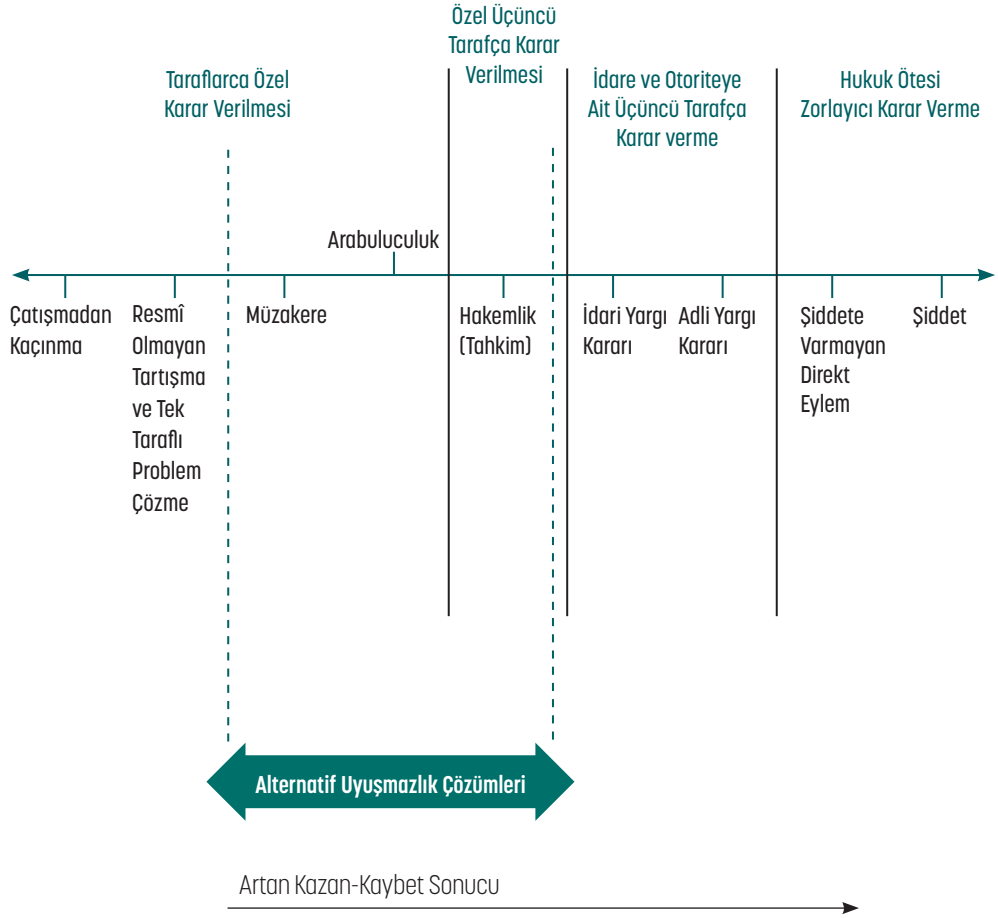 Taraflarca Özel
Karar Verilmesi
Özel Üçüncü
Tarafça Karar
Verilmesi
İdare ve Otoriteye
Ait Üçüncü Tarafça
Karar verme
Hukuk Ötesi
Zorlayıcı Karar Verme
Arabuluculuk
Çatışmadan
Kaçınma
Resmî
Olmayan
Tartışma
ve Tek
Taraflı
Problem
Çözme
Müzakere
Hakemlik
(Tahkim)
İdari Yargı
Kararı
Adli Yargı
Kararı
Şiddete
Varmayan
Direkt
Eylem
Şiddet
Alternatif Uyuşmazlık Çözümleri
Artan Kazan-Kaybet Sonucu